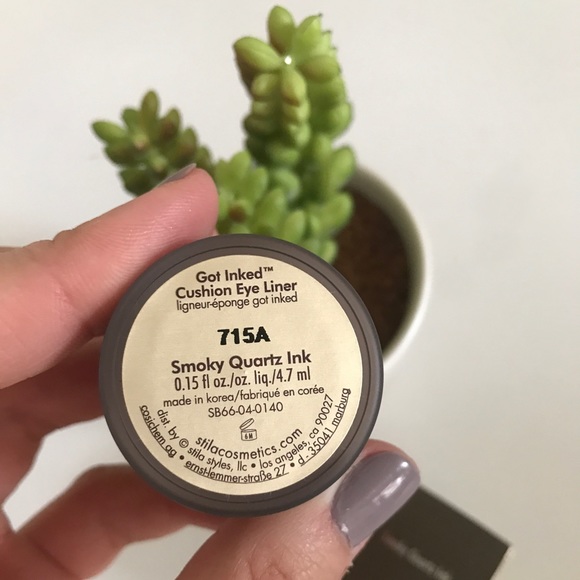 Got Inked™
Cushion Eye Liner
ligneur-éponge got inked
715A
Smoky Quartz Ink
0.15 fl oz./oz. liq./4.7 ml
made in korea/fabriqué en corée
SB66-04-0140
6M
stilacosmetics.com
dist. by © stila styles, llc • los angeles, ca 90027
cosichem ag • ernst-lemmer-straße 27 • d - 35041 marburg